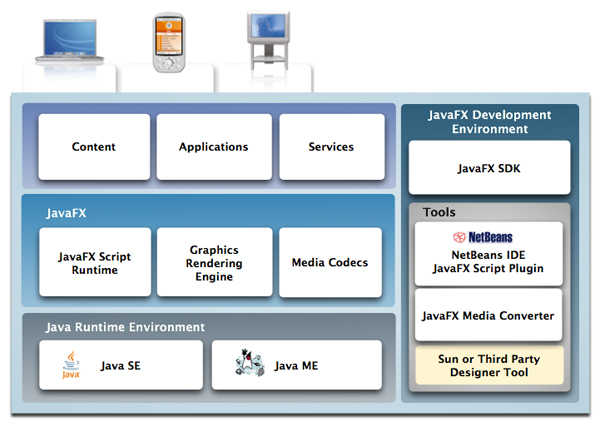 Content
Applications
Services
JavaFX
JavaFX Script
Runtime
Graphics
Rendering
Engine
Media Codecs
Java Runtime Environment
Java
Java SE
Java ME
JavaFX Development
Environment
JavaFX SDK
Tools
NetBeans
NetBeans IDE
JavaFX Script Plugin
JavaFX Media Converter
Sun or Third Party
Designer Tool